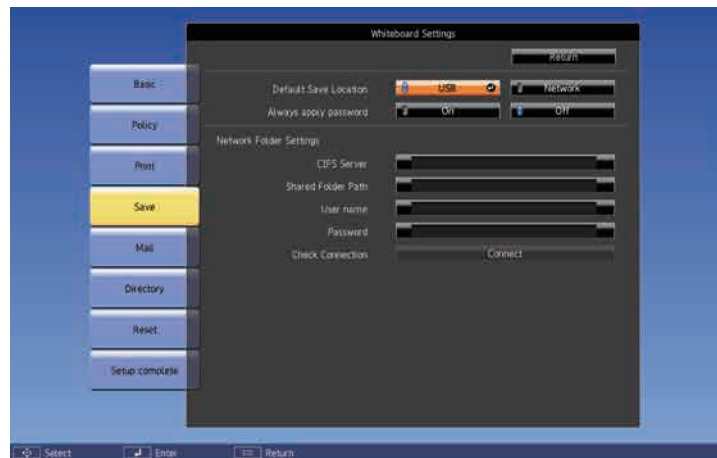 Whiteboard Settings
Return
Basic
Policy
Print
Save
Mail
Directory
Reset
Setup complete
Default Save Location USB Network
Always apply password On Off
Network Folder Settings
CIFS Server
Shared Folder Path
User name
Password
Check Connection Connect
Select Enter Return